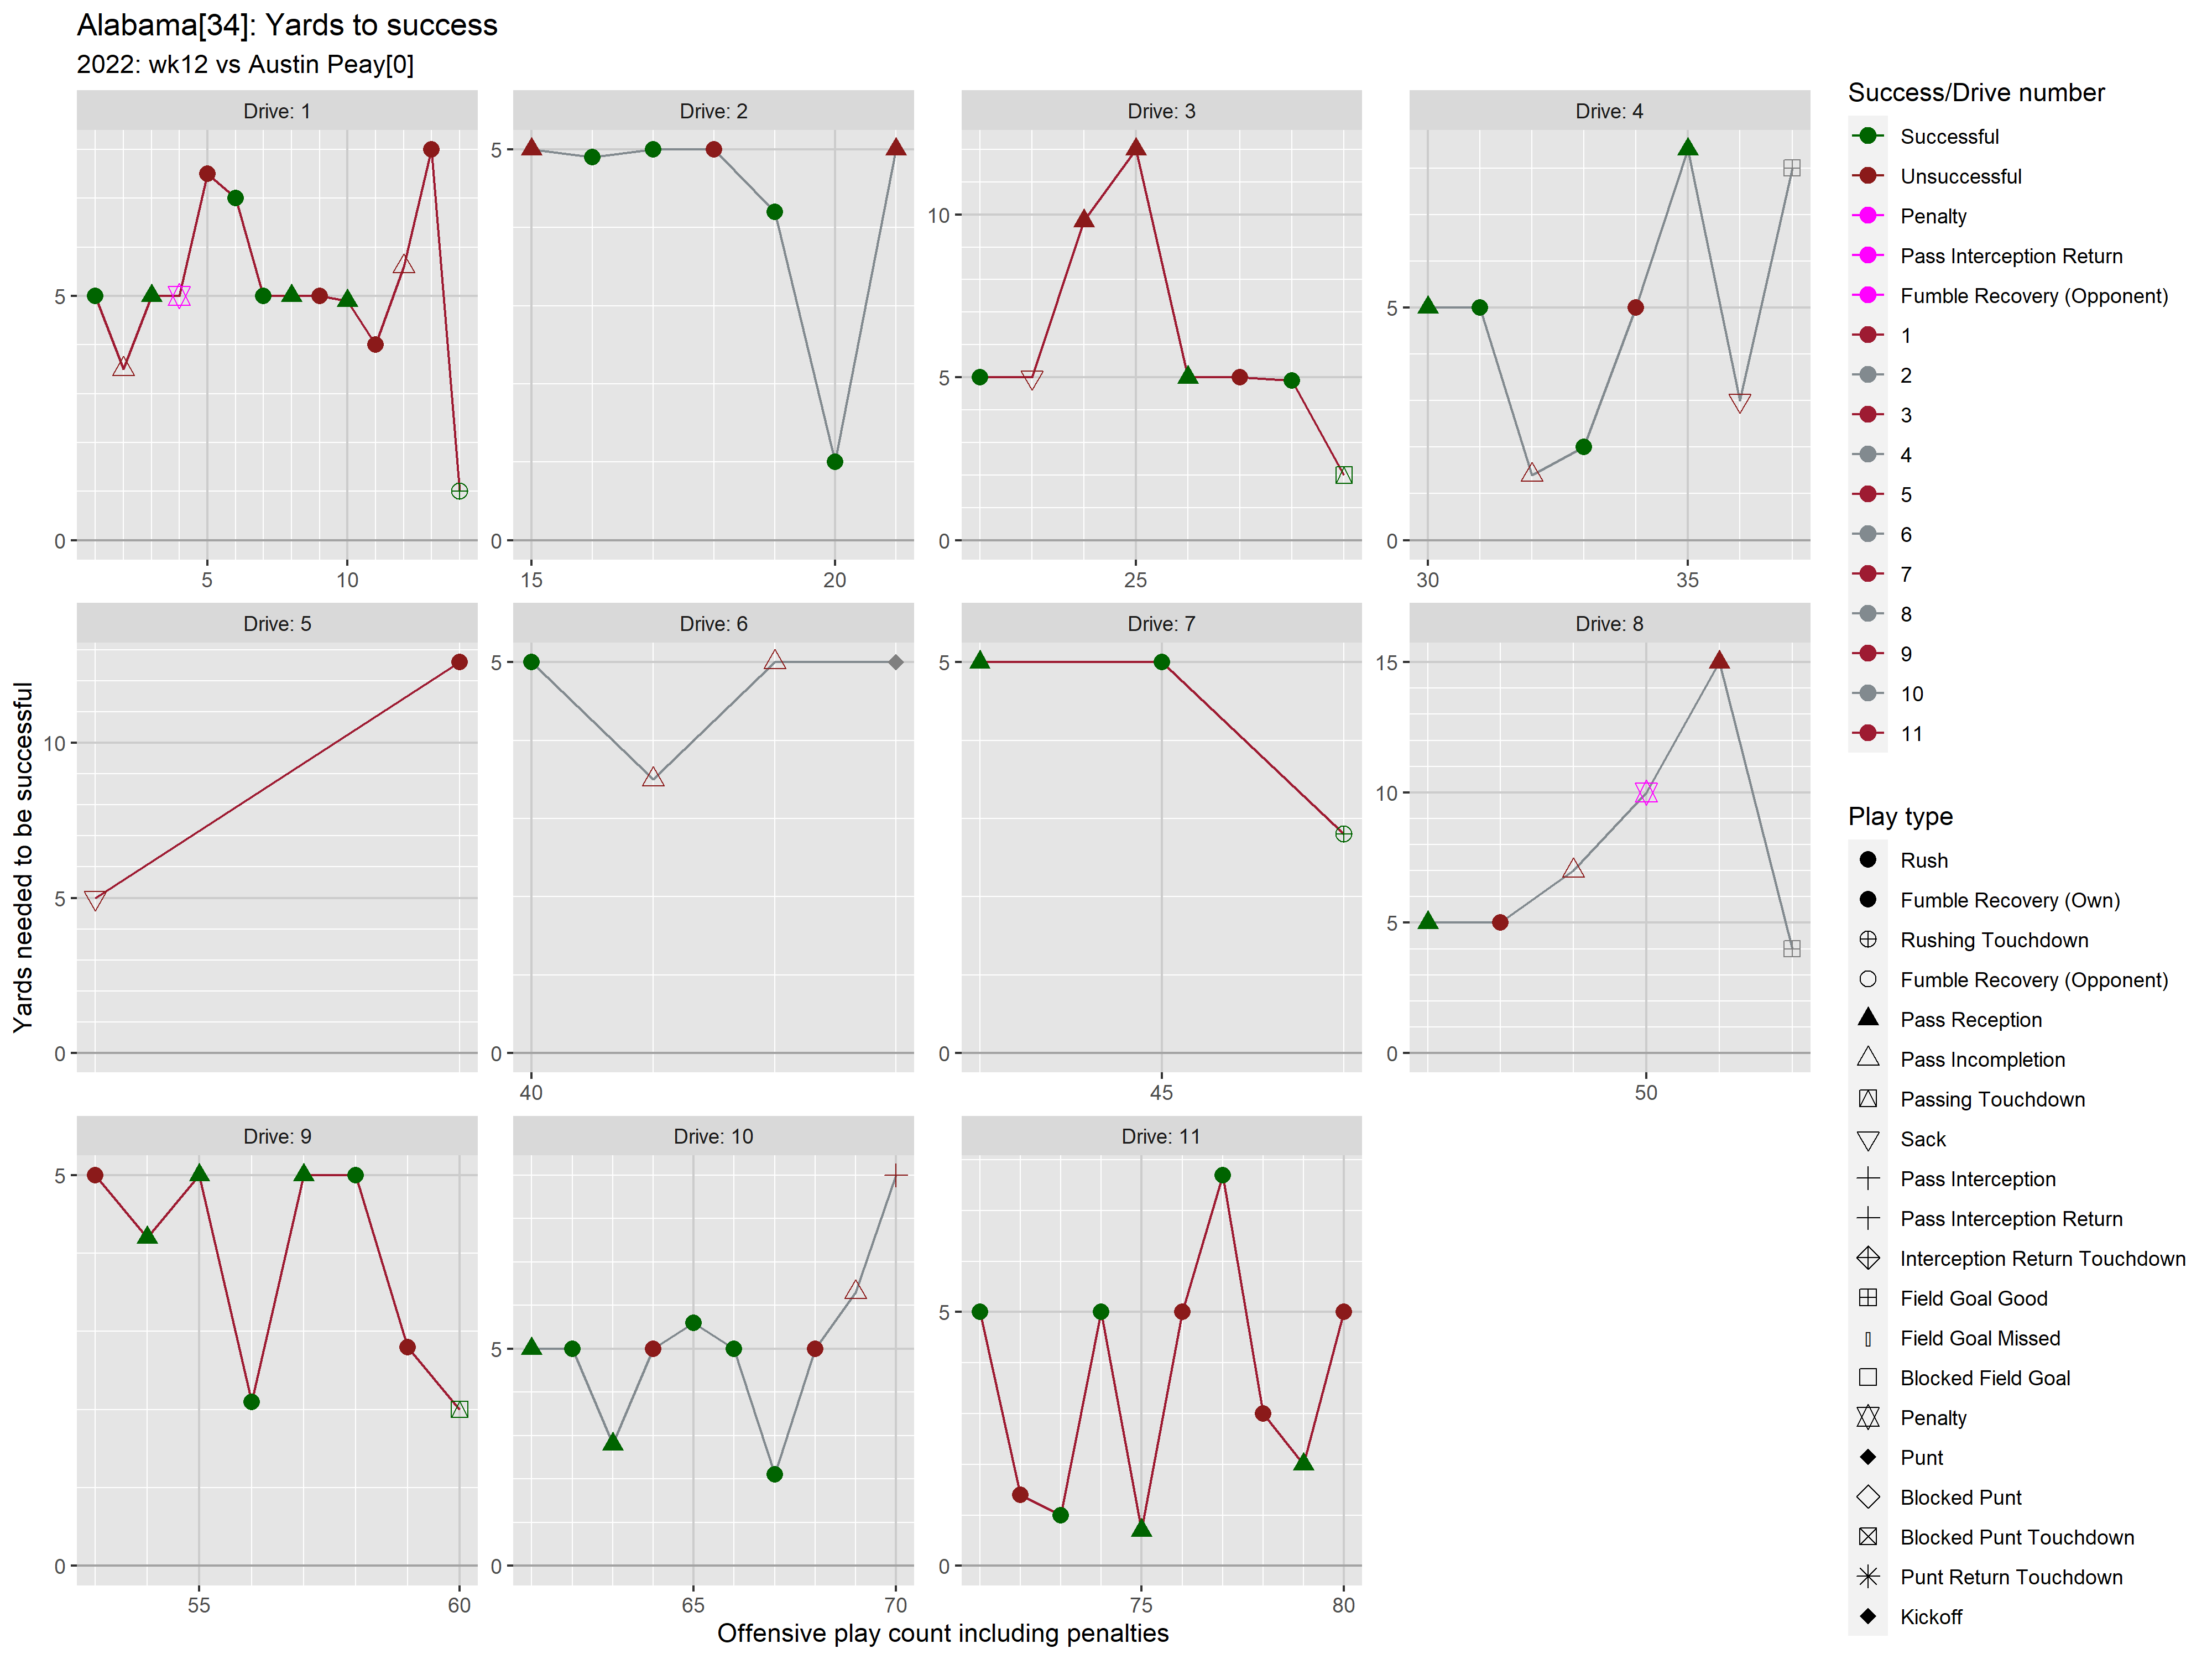 Alabama[34]: Yards to success
2022: wk12 vs Austin Peay[0]
Drive: 1
Drive: 2
Drive: 3
Drive: 4
5
0
5
10
5
0
15
20
10
5
0
25
5
0
30
35
Drive: 5
Drive: 6
Drive: 7
Drive: 8
10
5
0
5
0
40
5
0
45
15
10
5
0
50
Drive: 9
Drive: 10
Drive: 11
5
0
55
60
5
0
65
70
5
0
75
80
Yards needed to be successful
Offensive play count including penalties
Success/Drive number
Successful
Unsuccessful
Penalty
Pass Interception Return
Fumble Recovery (Opponent)
1
2
3
4
5
6
7
8
9
10
11
Play type
Rush
Fumble Recovery (Own)
Rushing Touchdown
Fumble Recovery (Opponent)
Pass Reception
Pass Incompletion
Passing Touchdown
Sack
Pass Interception
Pass Interception Return
Interception Return Touchdown
Field Goal Good
Field Goal Missed
Blocked Field Goal
Penalty
Punt
Blocked Punt
Blocked Punt Touchdown
Punt Return Touchdown
Kickoff